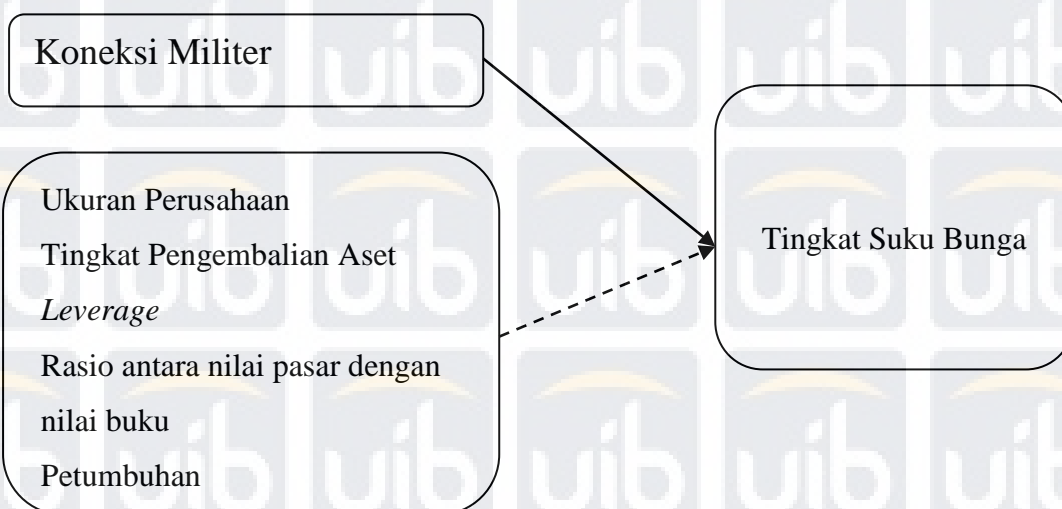 Koneksi Militer
Ukuran Perusahaan
Tingkat Pengembalian Aset
Leverage
Rasio antara nilai pasar dengan
nilai buku
Petumbuhan
Tingkat Suku Bunga